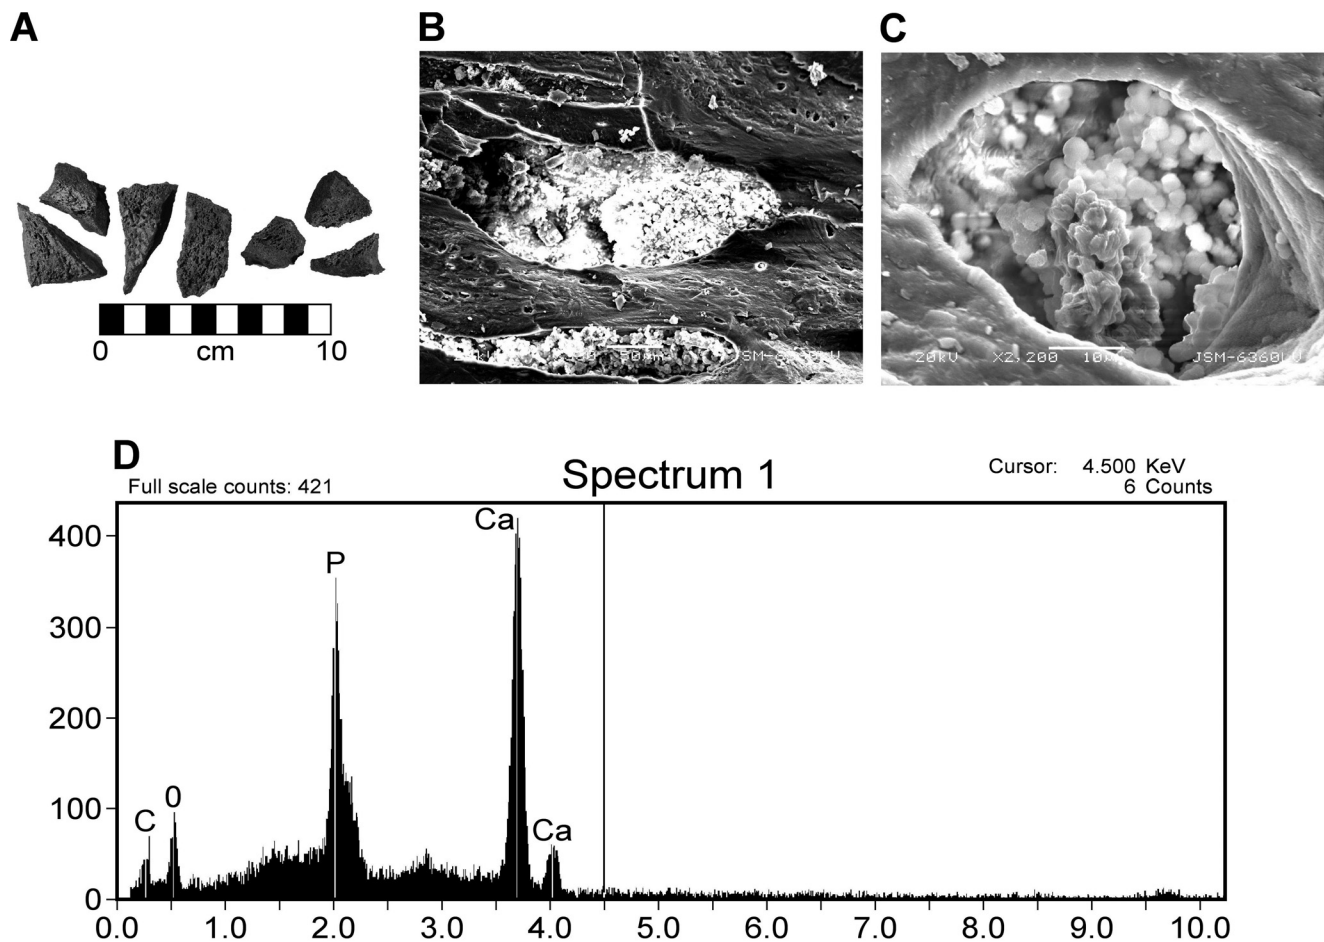 A
B
C
0 cm 10
50µm
20kV X2,200 10µm JSM-6360LV
D
Spectrum 1
Full scale counts: 421
Cursor: 4.500 KeV
6 Counts
Ca
P
0
C
Ca
400
300
200
100
0
0.0 1.0 2.0 3.0 4.0 5.0 6.0 7.0 8.0 9.0 10.0